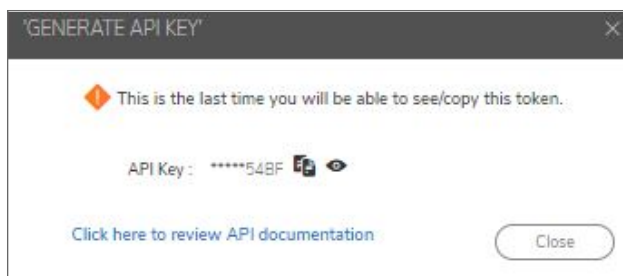 'GENERATE API KEY'
This is the last time you will be able to see/copy this token.
API Key : *****54BF
Click here to review API documentation
Close